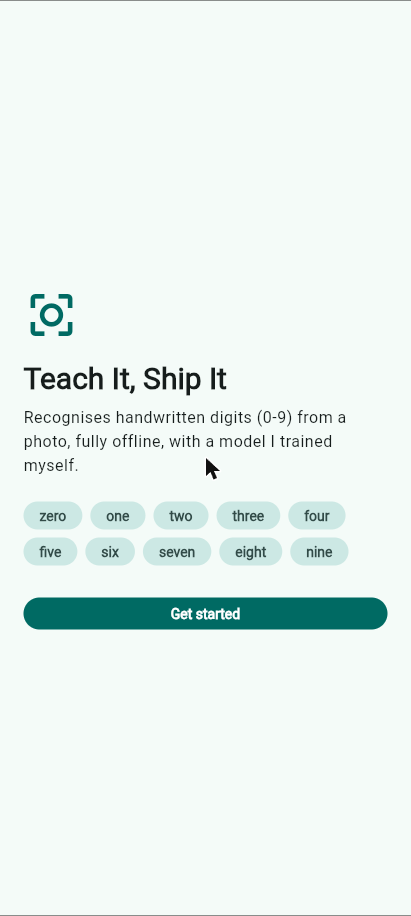 Teach It, Ship It
Recognises handwritten digits (0-9) from a
photo, fully offline, with a model I trained
myself.
zero one two three four
five six seven eight nine
Get started